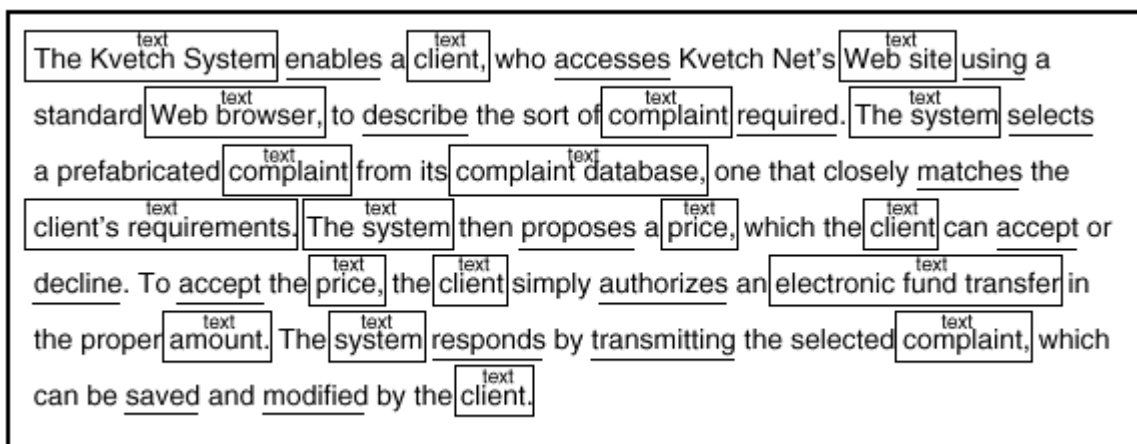 The Kvetch System enables a client, who accesses Kvetch Net's Web site using a
standard Web browser, to describe the sort of complaint required. The system selects
a prefabricated complaint from its complaint database, one that closely matches the
client's requirements. The system then proposes a price, which the client can accept or
decline. To accept the price, the client simply authorizes an electronic fund transfer in
the proper amount. The system responds by transmitting the selected complaint, which
can be saved and modified by the client.